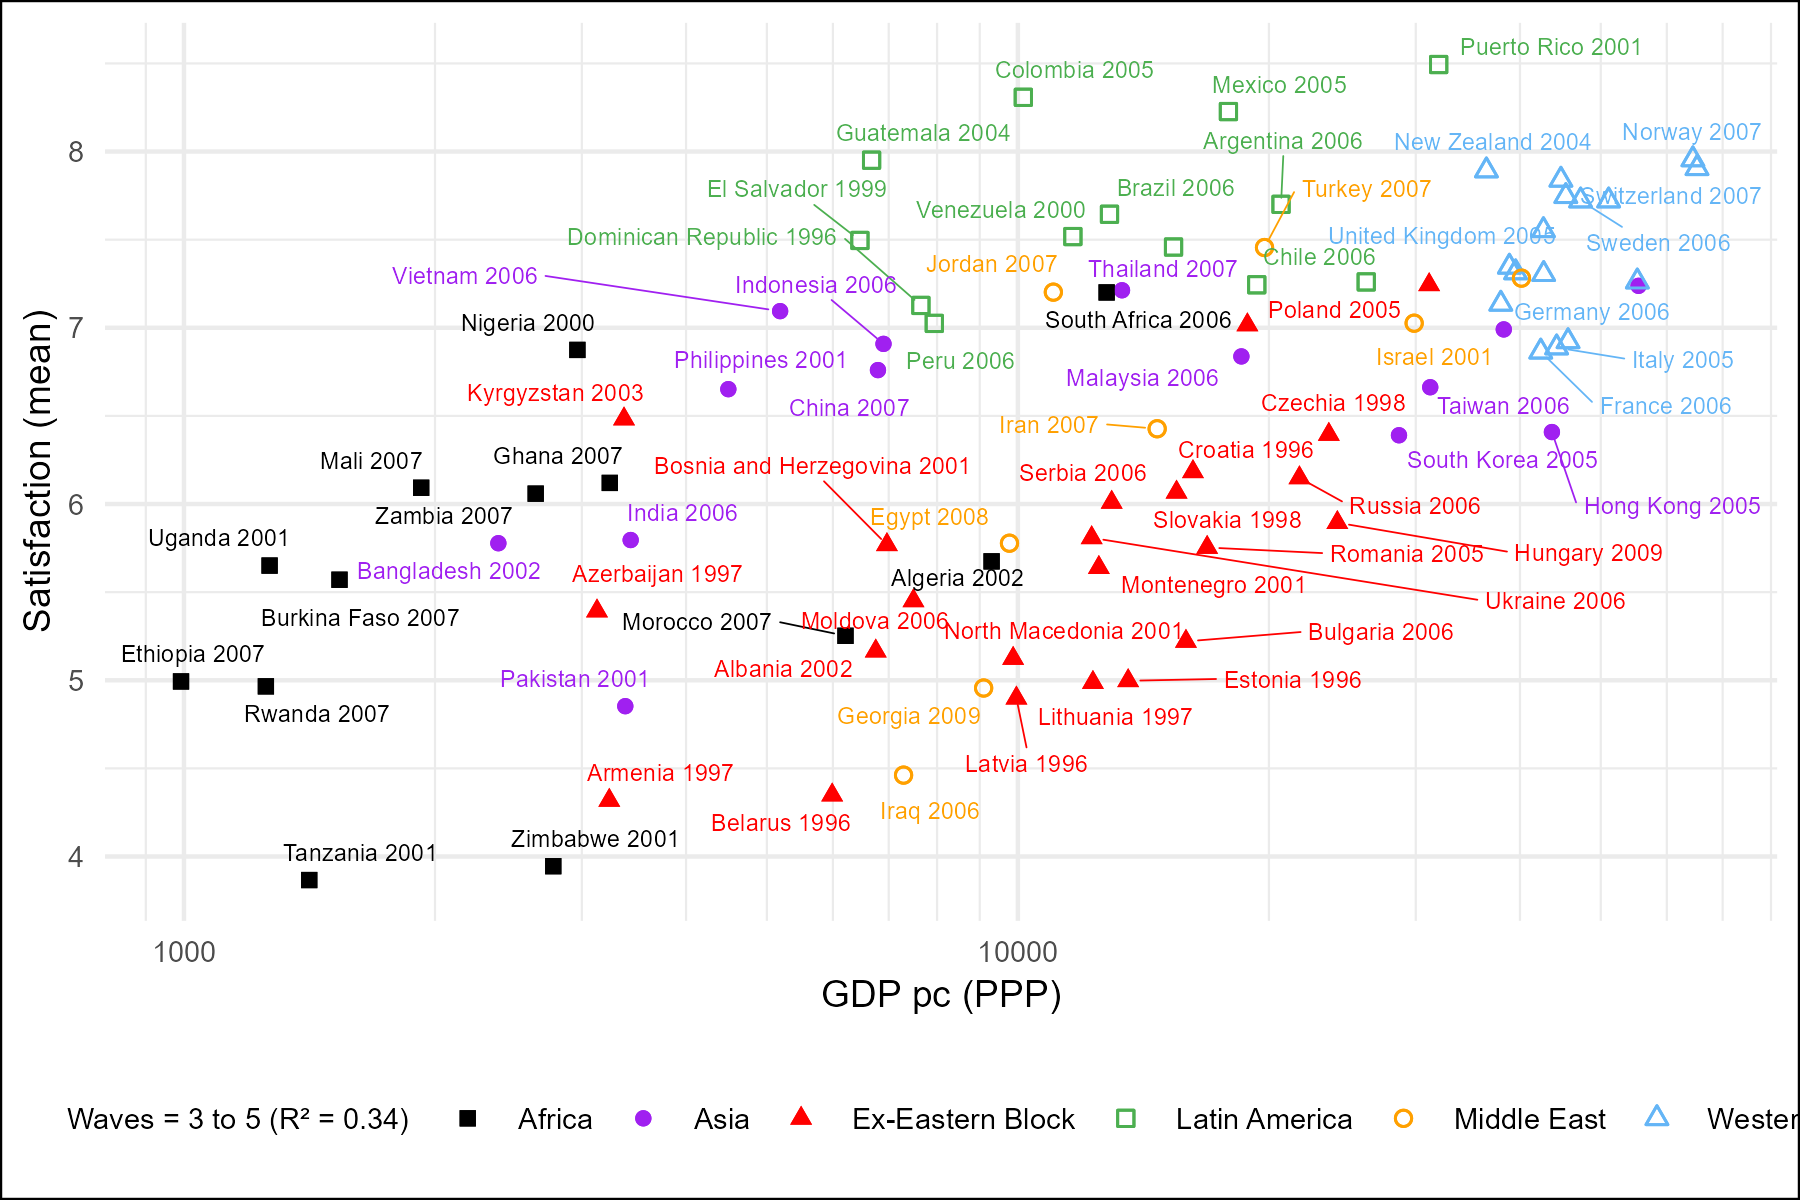 Puerto Rico 2001
Colombia 2005
Mexico 2005
Guatemala 2004
Argentina 2006
New Zealand 2004
Norway 2007
8
El Salvador 1999
Brazil 2006
Turkey 2007
Switzerland 2007
Venezuela 2000
Dominican Republic 1996
United Kingdom 2005
Sweden 2006
Vietnam 2006
Jordan 2007
Thailand 2007
Chile 2006
Indonesia 2006
Nigeria 2000
7
South Africa 2006
Poland 2005
Germany 2006
Philippines 2001
Peru 2006
Israel 2001
Italy 2005
Kyrgyzstan 2003
China 2007
Malaysia 2006
Czechia 1998
Taiwan 2006
France 2006
Iran 2007
Mali 2007
Ghana 2007
Bosnia and Herzegovina 2001
Serbia 2006
Croatia 1996
South Korea 2005
6
Zambia 2007
India 2006
Egypt 2008
Slovakia 1998
Russia 2006
Hong Kong 2005
Uganda 2001
Bangladesh 2002
Azerbaijan 1997
Algeria 2002
Montenegro 2001
Romania 2005
Hungary 2009
Burkina Faso 2007
Morocco 2007
Moldova 2006
North Macedonia 2001
Bulgaria 2006
Ukraine 2006
Ethiopia 2007
5
Pakistan 2001
Albania 2002
Estonia 1996
Rwanda 2007
Georgia 2009
Lithuania 1997
Armenia 1997
Latvia 1996
Belarus 1996
Iraq 2006
4
Tanzania 2001
Zimbabwe 2001
Satisfaction (mean)
1000
10000
GDP pc (PPP)
Waves = 3 to 5 (R² = 0.34) Africa Asia Ex-Eastern Block Latin America Middle East Wester